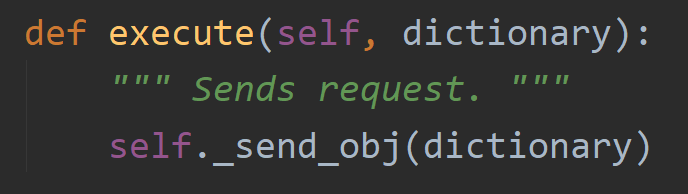 def execute(self, dictionary):
    """ Sends request. """
    self._send_obj(dictionary)